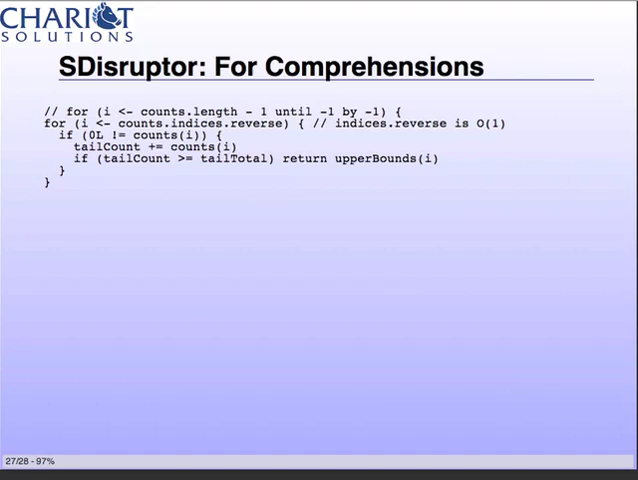 CHARIOT
SOLUTIONS
SDisruptor: For Comprehensions
// for (i <- counts.length - 1 until -1 by -1) {
for (i <- counts.indices.reverse) { // indices.reverse is O(1)
  if (0L != counts(i)) {
    tailCount += counts(i)
    if (tailCount >= tailTotal) return upperBounds(i)
  }
}
27/28 - 97%